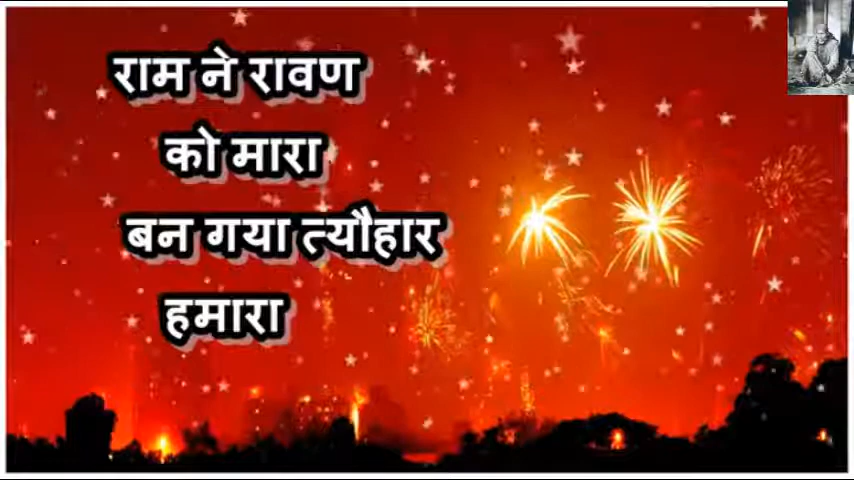 राम ने रावण
को मारा
बन गया त्यौहार
हमारा